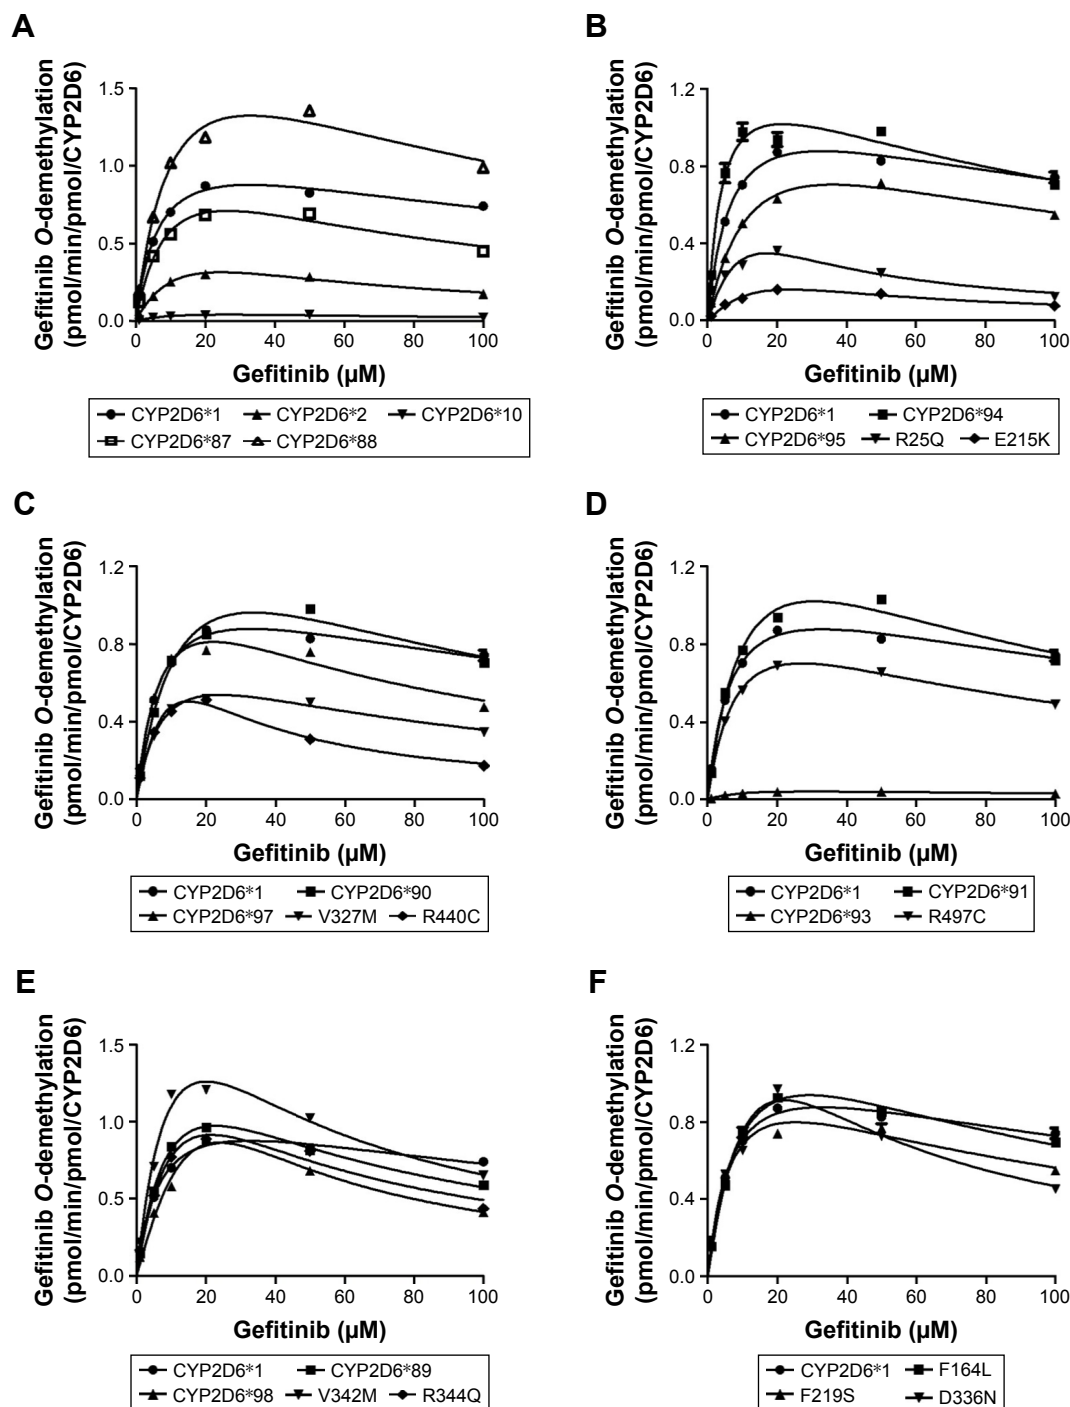 A
Gefitinib O-demethylation
(pmol/min/pmol/CYP2D6)
1.5
1.0
0.5
0.0
0 20 40 60 80 100
Gefitinib (µM)
CYP2D6*1 CYP2D6*2 CYP2D6*10
CYP2D6*87 CYP2D6*88
B
Gefitinib O-demethylation
(pmol/min/pmol/CYP2D6)
1.2
0.8
0.4
0.0
0 20 40 60 80 100
Gefitinib (µM)
CYP2D6*1 CYP2D6*94
CYP2D6*95 R25Q E215K
C
Gefitinib O-demethylation
(pmol/min/pmol/CYP2D6)
1.2
0.8
0.4
0.0
0 20 40 60 80 100
Gefitinib (µM)
CYP2D6*1 CYP2D6*90
CYP2D6*97 V327M R440C
D
Gefitinib O-demethylation
(pmol/min/pmol/CYP2D6)
1.2
0.8
0.4
0.0
0 20 40 60 80 100
Gefitinib (µM)
CYP2D6*1 CYP2D6*91
CYP2D6*93 R497C
E
Gefitinib O-demethylation
(pmol/min/pmol/CYP2D6)
1.5
1.0
0.5
0.0
0 20 40 60 80 100
Gefitinib (µM)
CYP2D6*1 CYP2D6*89
CYP2D6*98 V342M R344Q
F
Gefitinib O-demethylation
(pmol/min/pmol/CYP2D6)
1.2
0.8
0.4
0.0
0 20 40 60 80 100
Gefitinib (µM)
CYP2D6*1 F164L
F219S D336N